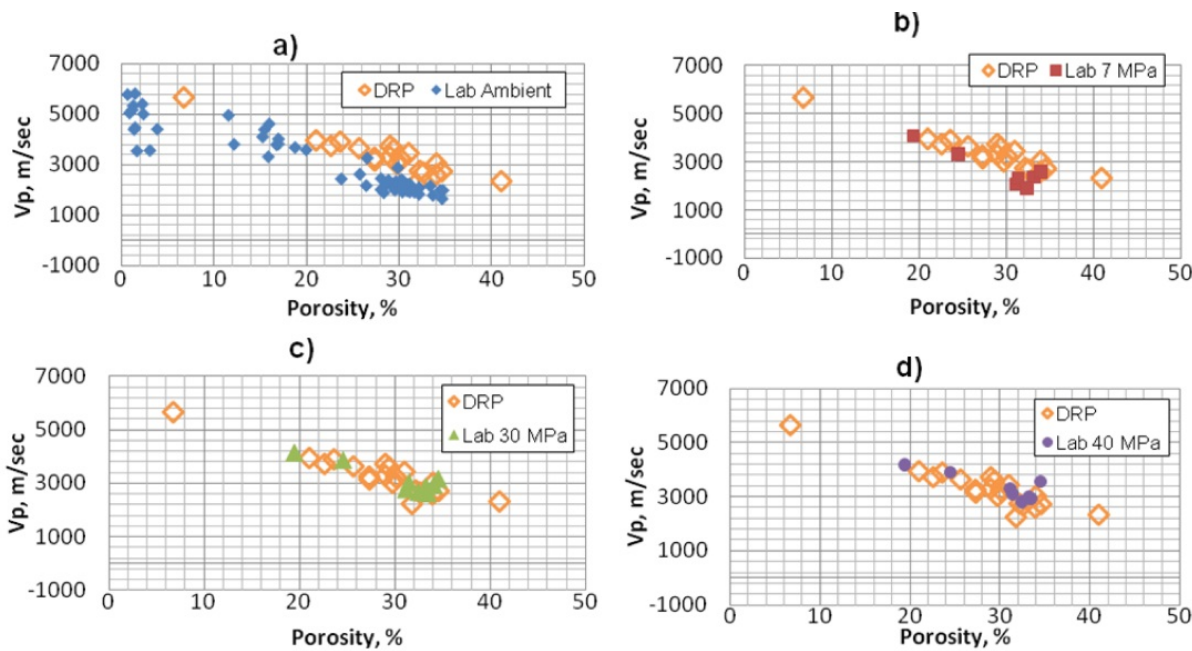 a)
7000
5000
3000
1000
-1000
Vp, m/sec
DRP Lab Ambient
0 10 20 30 40 50
Porosity, %
b)
7000
5000
3000
1000
-1000
Vp, m/sec
DRP Lab 7 MPa
0 10 20 30 40 50
Porosity, %
c)
7000
5000
3000
1000
-1000
Vp, m/sec
DRP
Lab 30 MPa
0 10 20 30 40 50
Porosity, %
d)
7000
5000
3000
1000
-1000
Vp, m/sec
DRP
Lab 40 MPa
0 10 20 30 40 50
Porosity, %